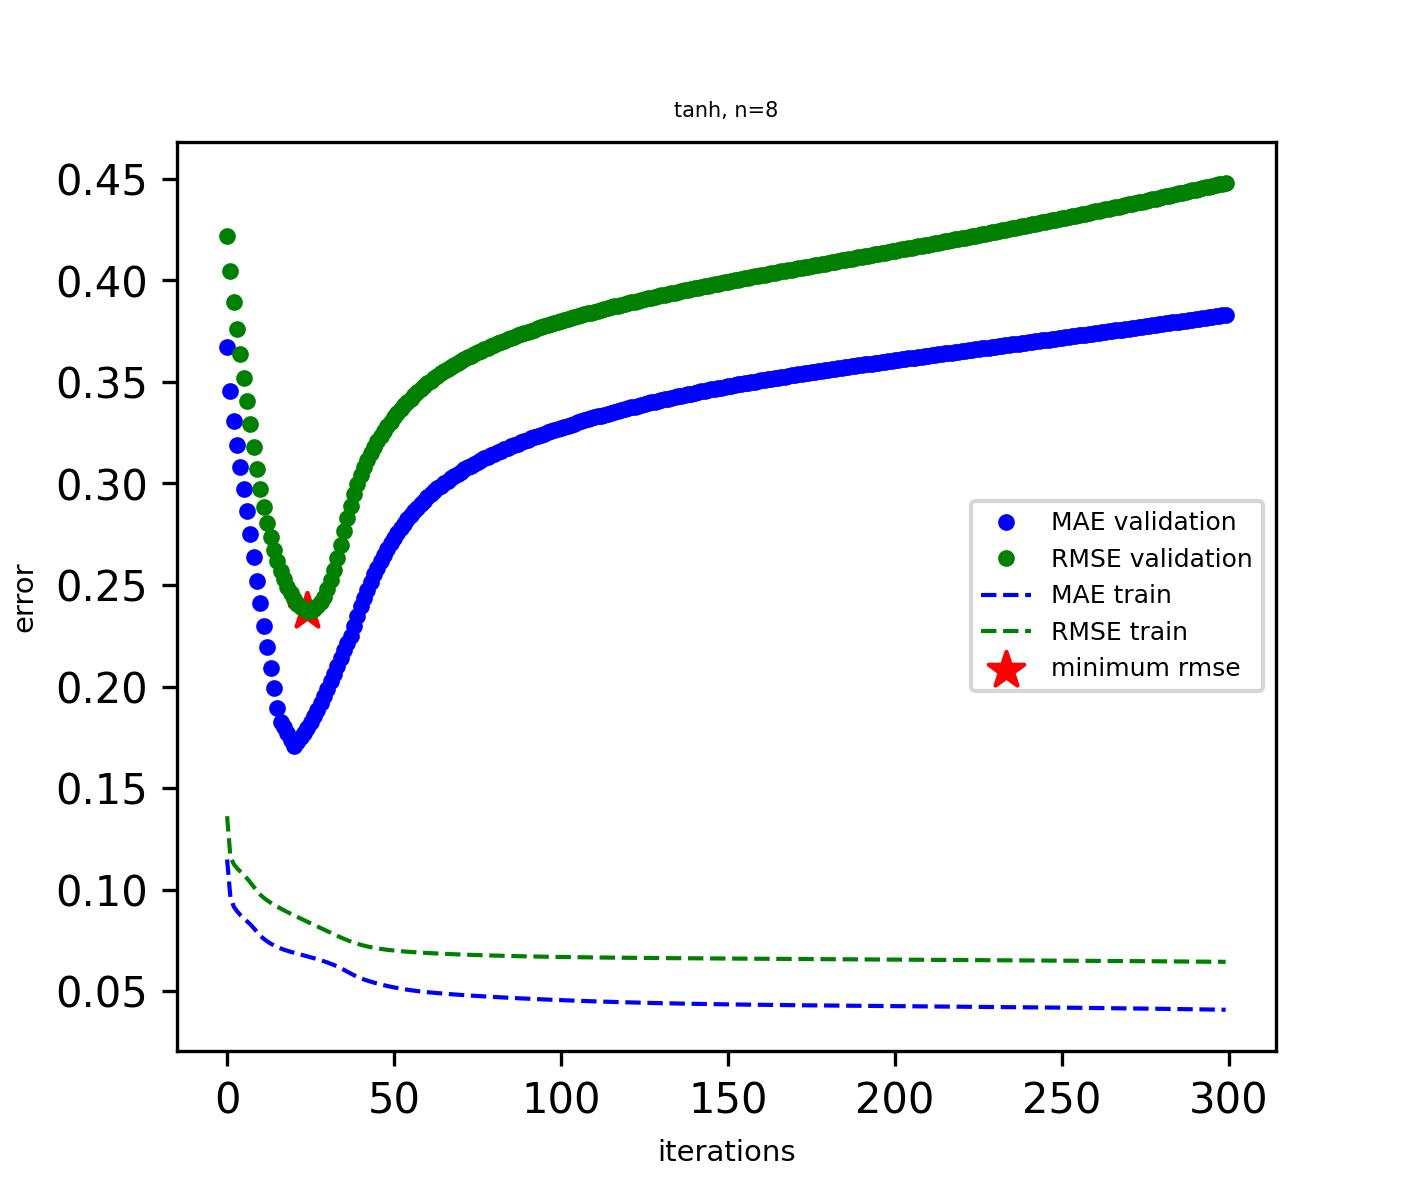 tanh, n=8
0.45
0.40
0.35
0.30
0.25
0.20
0.15
0.10
0.05
error
MAE validation
RMSE validation
MAE train
RMSE train
minimum rmse
0 50 100 150 200 250 300
iterations